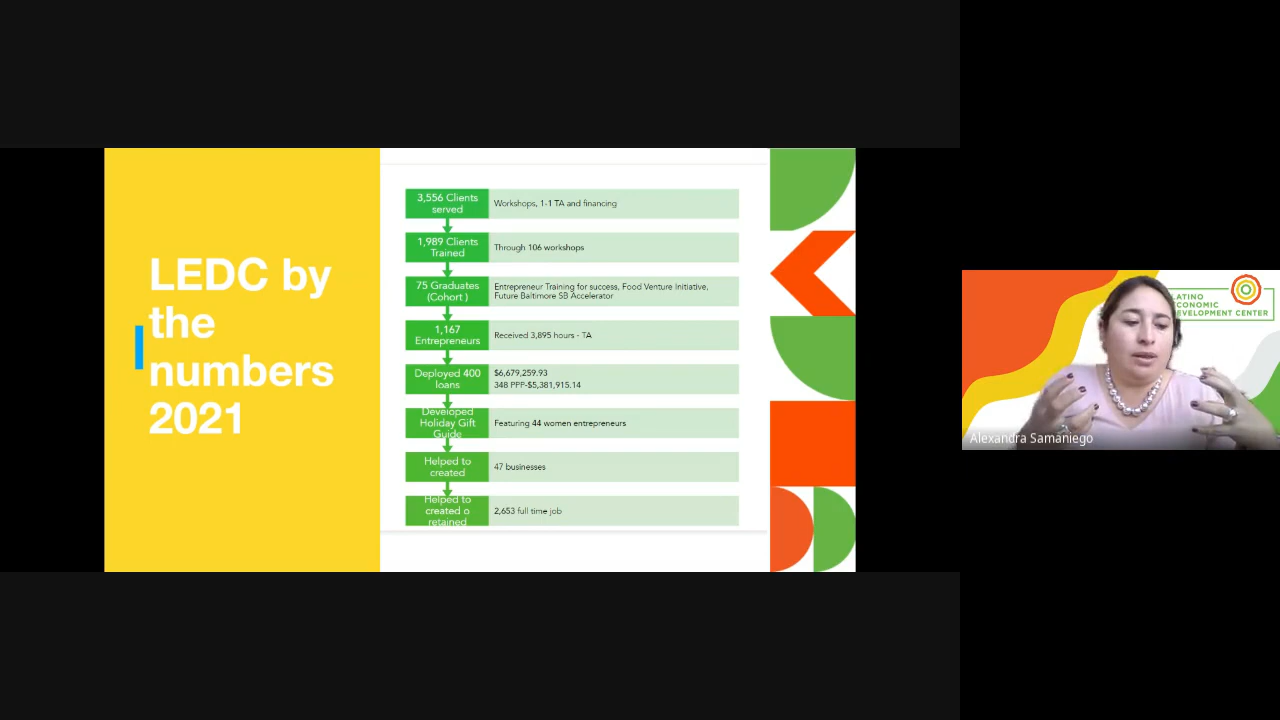 LEDC by
the
numbers
2021
3,556 Clients
served
Workshops, 1-1 TA and financing
1,989 Clients
Trained
Through 106 workshops
75 Graduates
(Cohort )
Entrepreneur Training for success, Food Venture Initiative,
Future Baltimore SB Accelerator
1,167
Entrepreneurs
Received 3,895 hours - TA
Deployed 400
loans
$6,679,259.93
348 PPP-$5,381,915.14
Developed
Holiday Gift
Guide
Featuring 44 women entrepreneurs
Helped to
created
47 businesses
Helped to
created o
retained
2,653 full time job
LATINO
ECONOMIC
DEVELOPMENT CENTER
Alexandra Samaniego